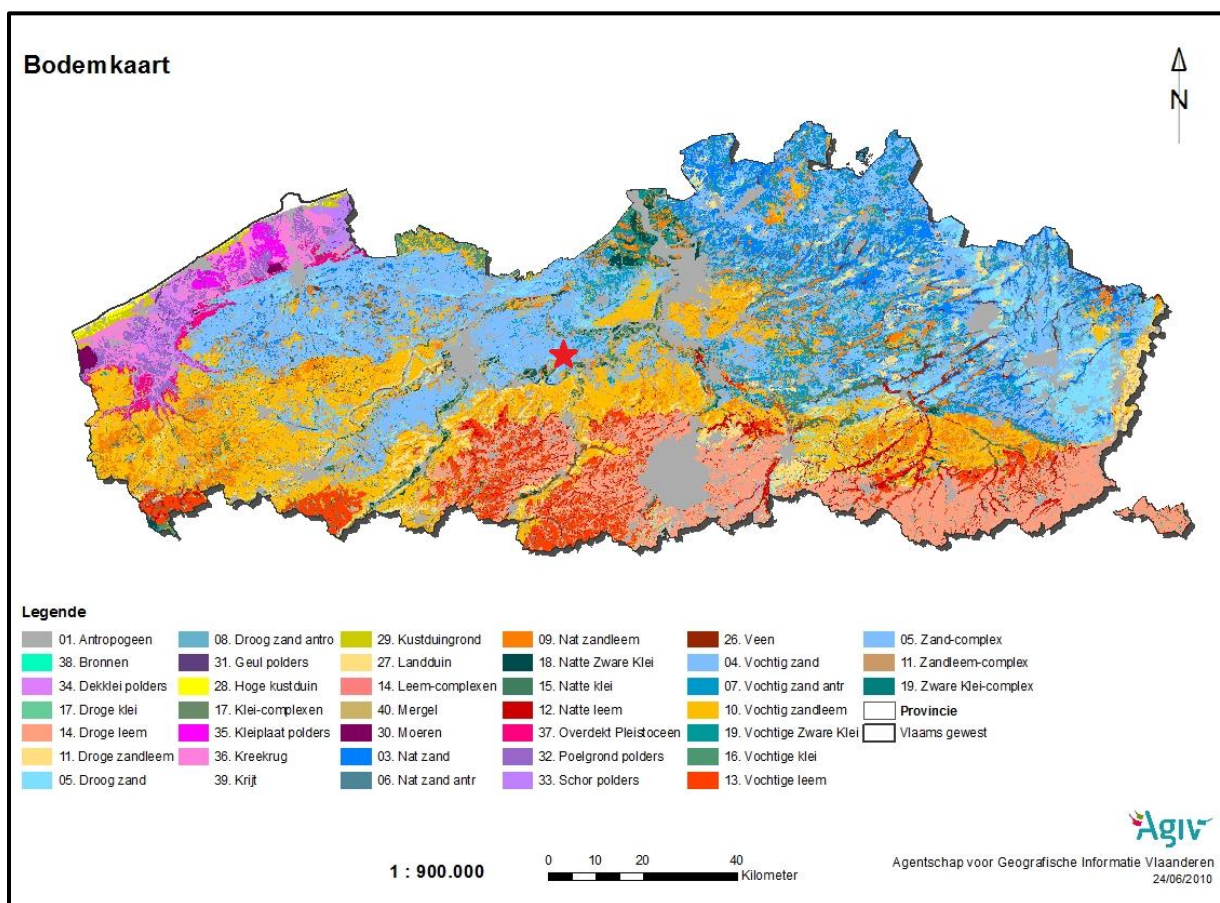 Bodemkaart
N
Legende
01. Antropogeen
38. Bronnen
34. Dekklei polders
17. Droge klei
14. Droge leem
11. Droge zandleem
05. Droog zand
08. Droog zand antro
31. Geul polders
28. Hoge kustduin
17. Klei-complexen
35. Kleiplaat polders
36. Kreekrug
39. Krijt
29. Kustduingrond
27. Landduin
14. Leem-complexen
40. Mergel
30. Moeren
03. Nat zand
06. Nat zand antr
09. Nat zandleem
18. Natte Zware Klei
15. Natte klei
12. Natte leem
37. Overdekt Pleistoceen
32. Poelgrond polders
33. Schor polders
26. Veen
04. Vochtig zand
07. Vochtig zand antr
10. Vochtig zandleem
19. Vochtige Zware Klei
16. Vochtige klei
13. Vochtige leem
05. Zand-complex
11. Zandleem-complex
19. Zware Klei-complex
Provincie
Vlaams gewest
1 : 900.000
0 10 20 40
Kilometer
Agiv
Agentschap voor Geografische Informatie Vlaanderen
24/06/2010